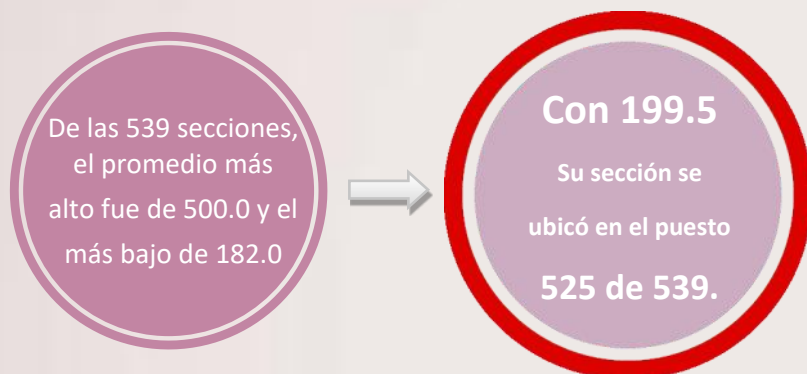 De las 539 secciones,
el promedio más
alto fue de 500.0 y el
más bajo de 182.0
Con 199.5
Su sección se
ubicó en el puesto
525 de 539.